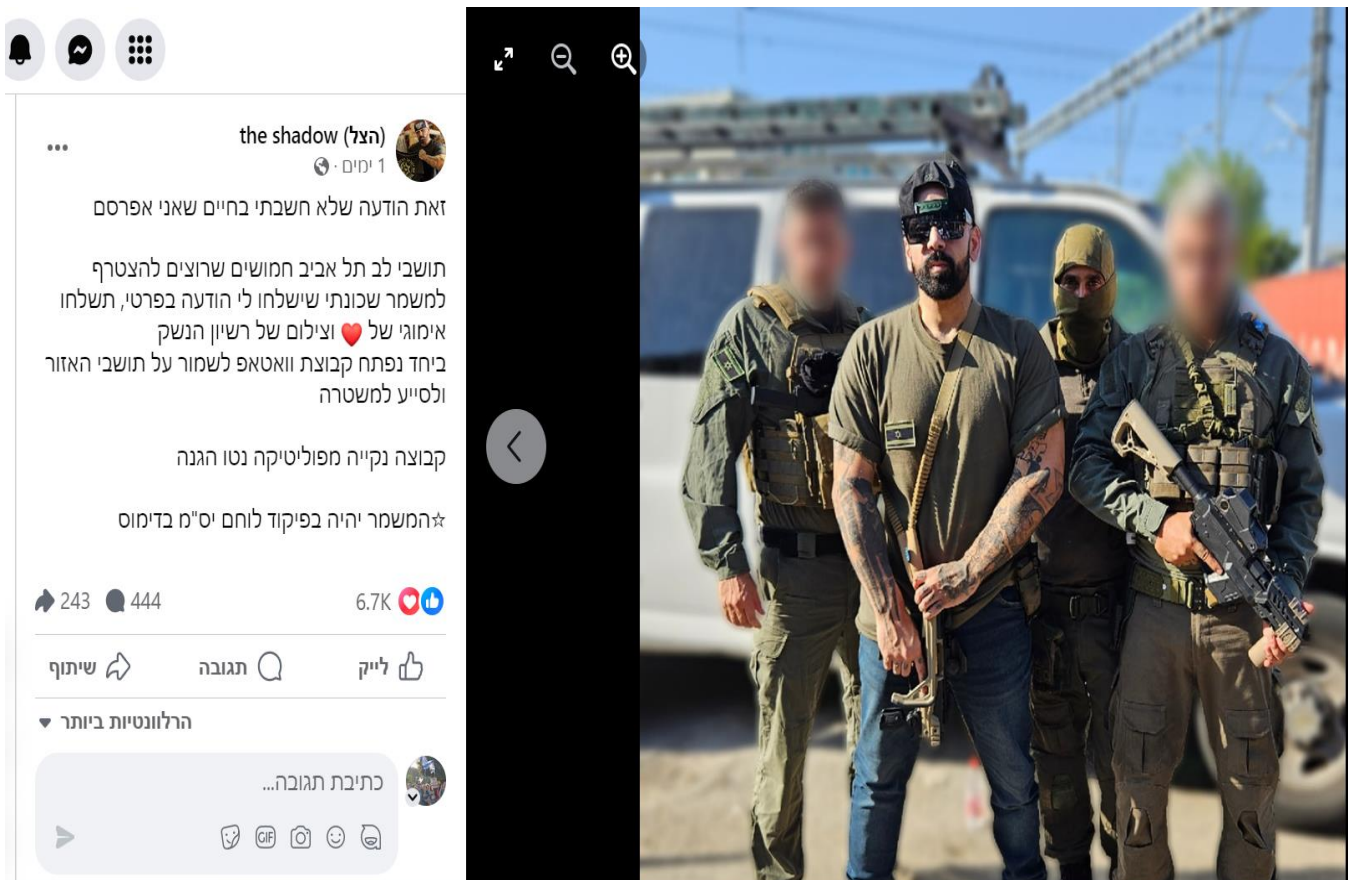 the shadow (הצל)
1 ימים ·
זאת הודעה שלא חשבתי בחיים שאני אפרסם
תושבי לב תל אביב חמושים שרוצים להצטרף
למשמר שכונתי שישלחו לי הודעה בפרטי, תשלחו
אימוגי של ❤️ וצילום של רשיון הנשק
ביחד נפתח קבוצת וואטאפ לשמור על תושבי האזור
ולסייע למשטרה
קבוצה נקייה מפוליטיקה נטו הגנה
☆המשמר יהיה בפיקוד לוחם יס"מ בדימוס
6.7K 444 243
לייק תגובה שיתוף
הרלוונטיות ביותר
כתיבת תגובה...
GIF